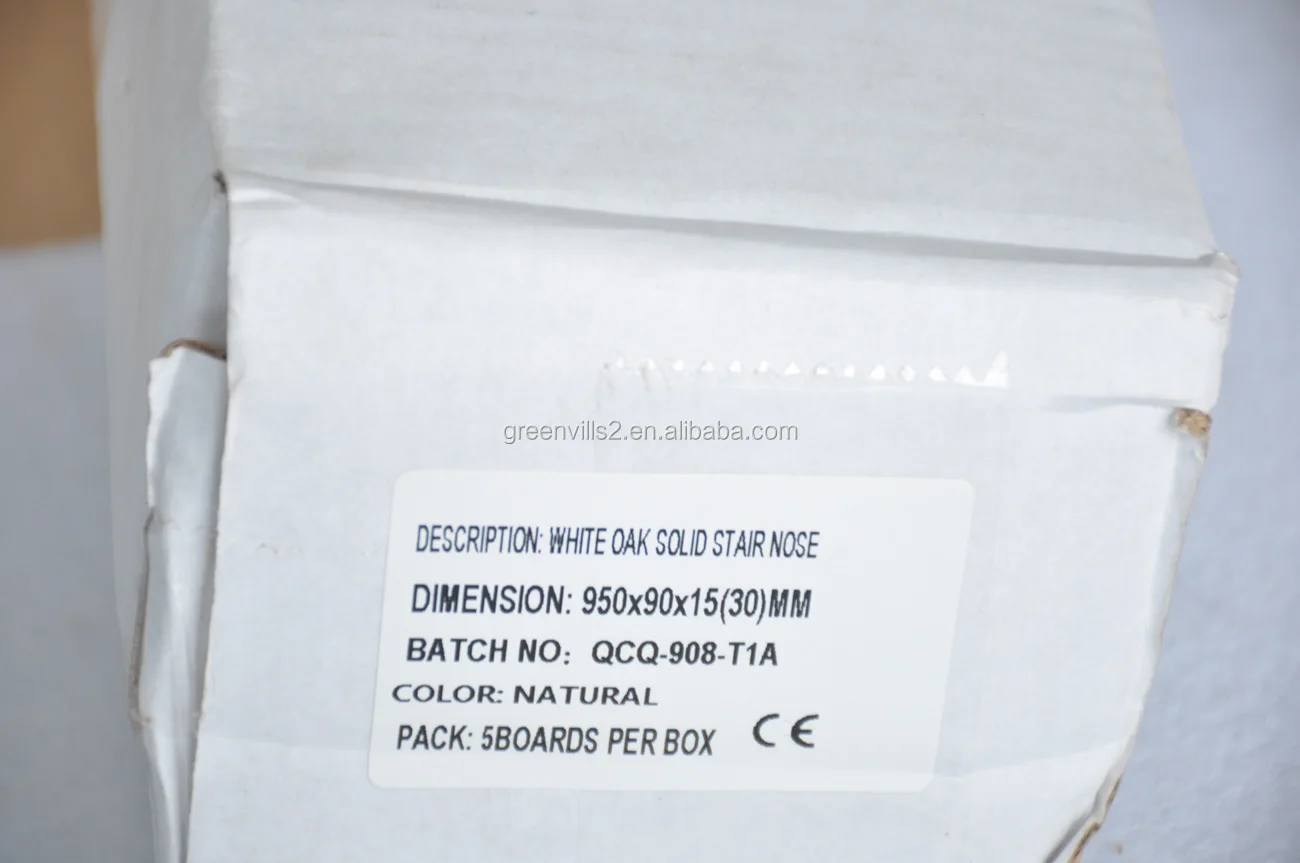 greenvills2.en.alibaba.com
DESCRIPTION: WHITE OAK SOLID STAIR NOSE
DIMENSION: 950x90x15(30)MM
BATCH NO: QCQ-908-T1A
COLOR: NATURAL
PACK: 5BOARDS PER BOX CE